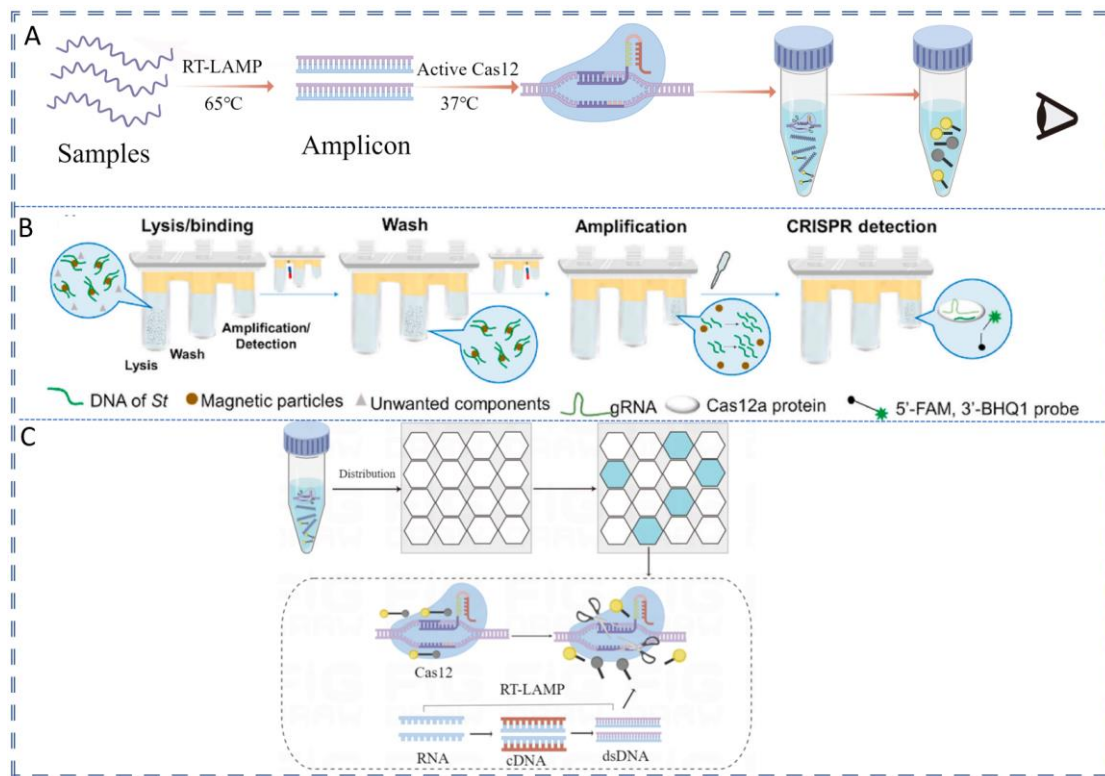 A
RT-LAMP
65℃
Active Cas12
37℃
Samples
Amplicon
B
Lysis/binding
Wash
Amplification
CRISPR detection
Lysis
Wash
Amplification/
Detection
DNA of St
Magnetic particles
Unwanted components
gRNA
Cas12a protein
5'-FAM, 3'-BHQ1 probe
C
Distribution
Cas12
RT-LAMP
RNA
cDNA
dsDNA